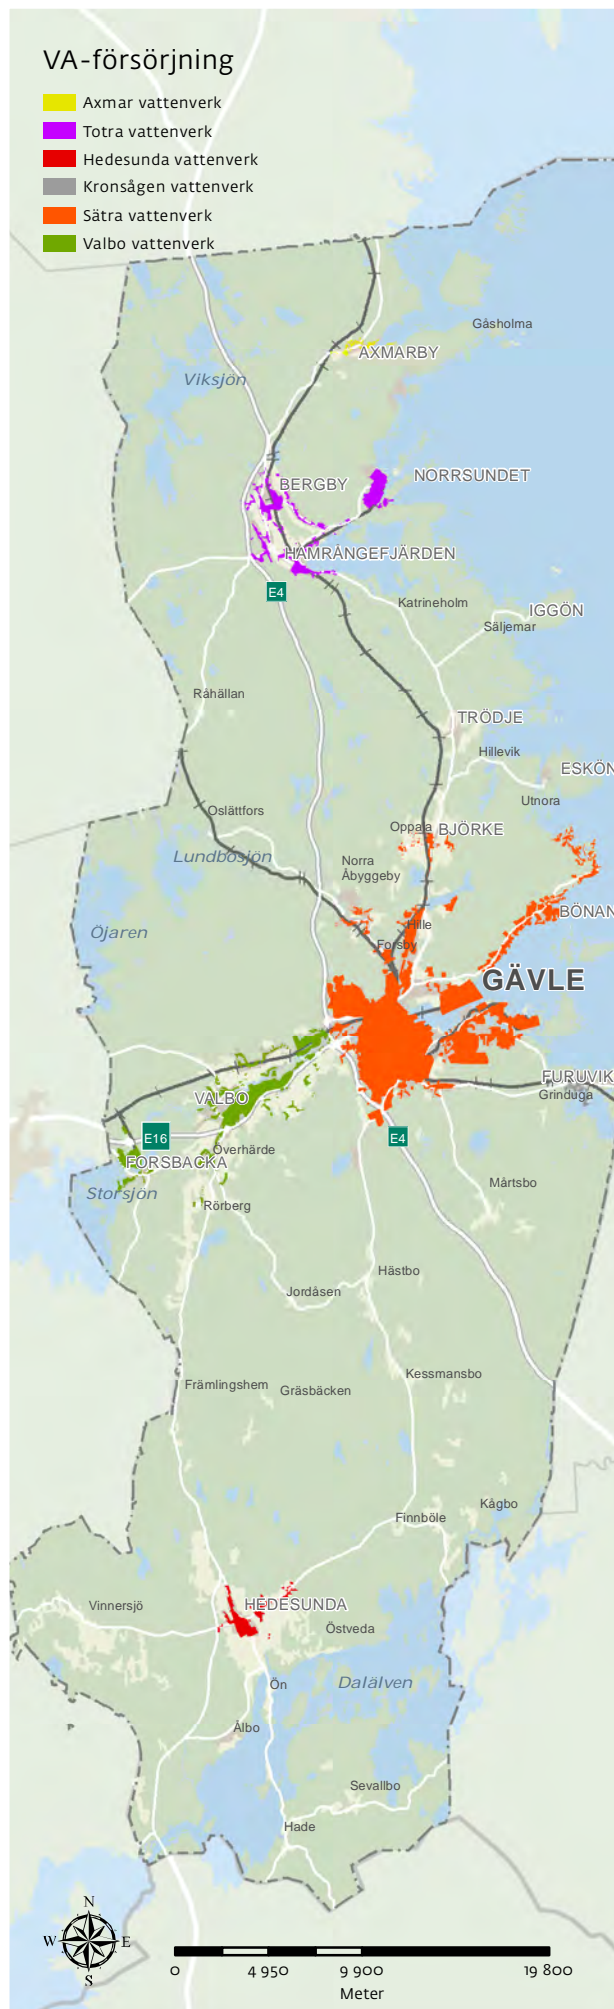 VA-försörjning
Axmar vattenverk
Totra vattenverk
Hedesunda vattenverk
Kronsågen vattenverk
Sätra vattenverk
Valbo vattenverk
Gåsholma
AXMARBY
Viksjön
NORRSUNDET
BERGBY
HAMRÅNGEFJÄRDEN
E4
Katrineholm
IGGÖN
Säljemar
Råhällan
TRÖDJE
Hillevik
ESKÖN
Utnora
Oslättfors
Oppala
BJÖRKE
Lundbosjön
Norra
Åbyggeby
BÖNAN
Hille
Öjaren
Forsby
GÄVLE
FURUVIK
Grinduga
VALBO
E16
E4
Överhärde
FORSBACKA
Mårtsbo
Storsjön
Rörberg
Hästbo
Jordåsen
Kessmansbo
Främlingshem
Gräsbäcken
Kågbo
Finnböle
Vinnersjö
HEDESUNDA
Östveda
Ön
Dalälven
Ålbo
Sevallbo
Hade
N
W E
S
0 4 950 9 900 19 800
Meter